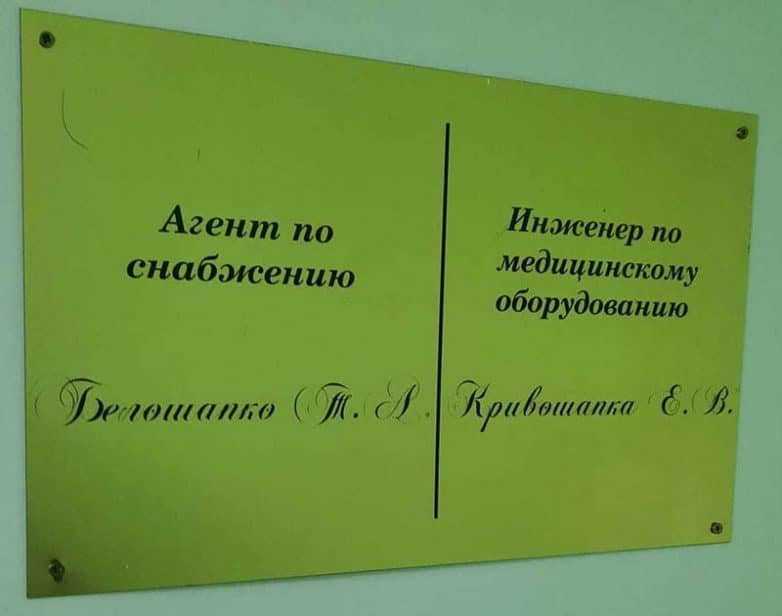 Агент по
снабжению
Белошапко Т. А.
Инженер по
медицинскому
оборудованию
Кривошапка Е. В.